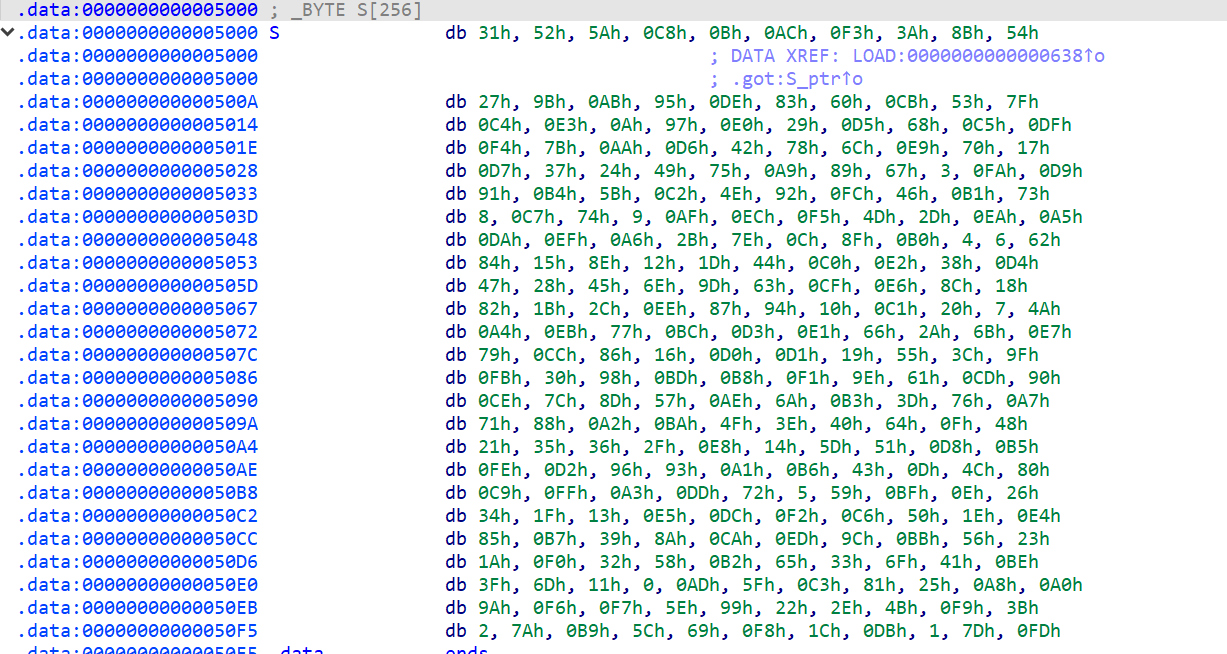 .data:0000000000005000 ; _BYTE S[256]
.data:0000000000005000 S db 31h, 52h, 5Ah, 0C8h, 0Bh, 0ACh, 0F3h, 3Ah, 8Bh, 54h
.data:0000000000005000 ; DATA XREF: LOAD:0000000000000638↑o
.data:0000000000005000 ; .got:S_ptr↑o
.data:000000000000500A db 27h, 9Bh, 0ABh, 95h, 0DEh, 83h, 60h, 0CBh, 53h, 7Fh
.data:0000000000005014 db 0C4h, 0E3h, 0Ah, 97h, 0E0h, 29h, 0D5h, 68h, 0C5h, 0DFh
.data:000000000000501E db 0F4h, 7Bh, 0AAh, 0D6h, 42h, 78h, 6Ch, 0E9h, 70h, 17h
.data:0000000000005028 db 0D7h, 37h, 24h, 49h, 75h, 0A9h, 89h, 67h, 3, 0FAh, 0D9h
.data:0000000000005033 db 91h, 0B4h, 5Bh, 0C2h, 4Eh, 92h, 0FCh, 46h, 0B1h, 73h
.data:000000000000503D db 8, 0C7h, 74h, 9, 0AFh, 0ECh, 0F5h, 4Dh, 2Dh, 0EAh, 0A5h
.data:0000000000005048 db 0DAh, 0EFh, 0A6h, 2Bh, 7Eh, 0Ch, 8Fh, 0B0h, 4, 6, 62h
.data:0000000000005053 db 84h, 15h, 8Eh, 12h, 1Dh, 44h, 0C0h, 0E2h, 38h, 0D4h
.data:000000000000505D db 47h, 28h, 45h, 6Eh, 9Dh, 63h, 0CFh, 0E6h, 8Ch, 18h
.data:0000000000005067 db 82h, 1Bh, 2Ch, 0EEh, 87h, 94h, 10h, 0C1h, 20h, 7, 4Ah
.data:0000000000005072 db 0A4h, 0EBh, 77h, 0BCh, 0D3h, 0E1h, 66h, 2Ah, 6Bh, 0E7h
.data:000000000000507C db 79h, 0CCh, 86h, 16h, 0D0h, 0D1h, 19h, 55h, 3Ch, 9Fh
.data:0000000000005086 db 0FBh, 30h, 98h, 0BDh, 0B8h, 0F1h, 9Eh, 61h, 0CDh, 90h
.data:0000000000005090 db 0CEh, 7Ch, 8Dh, 57h, 0AEh, 6Ah, 0B3h, 3Dh, 76h, 0A7h
.data:000000000000509A db 71h, 88h, 0A2h, 0BAh, 4Fh, 3Eh, 40h, 64h, 0Fh, 48h
.data:00000000000050A4 db 21h, 35h, 36h, 2Fh, 0E8h, 14h, 5Dh, 51h, 0D8h, 0B5h
.data:00000000000050AE db 0FEh, 0D2h, 96h, 93h, 0A1h, 0B6h, 43h, 0Dh, 4Ch, 80h
.data:00000000000050B8 db 0C9h, 0FFh, 0A3h, 0DDh, 72h, 5, 59h, 0BFh, 0Eh, 26h
.data:00000000000050C2 db 34h, 1Fh, 13h, 0E5h, 0DCh, 0F2h, 0C6h, 50h, 1Eh, 0E4h
.data:00000000000050CC db 85h, 0B7h, 39h, 8Ah, 0CAh, 0EDh, 9Ch, 0BBh, 56h, 23h
.data:00000000000050D6 db 1Ah, 0F0h, 32h, 58h, 0B2h, 65h, 33h, 6Fh, 41h, 0BEh
.data:00000000000050E0 db 3Fh, 6Dh, 11h, 0, 0ADh, 5Fh, 0C3h, 81h, 25h, 0A8h, 0A0h
.data:00000000000050EB db 9Ah, 0F6h, 0F7h, 5Eh, 99h, 22h, 2Eh, 4Bh, 0F9h, 3Bh
.data:00000000000050F5 db 2, 7Ah, 0B9h, 5Ch, 69h, 0F8h, 1Ch, 0DBh, 1, 7Dh, 0FDh
.data:00000000000050F5 _data ends